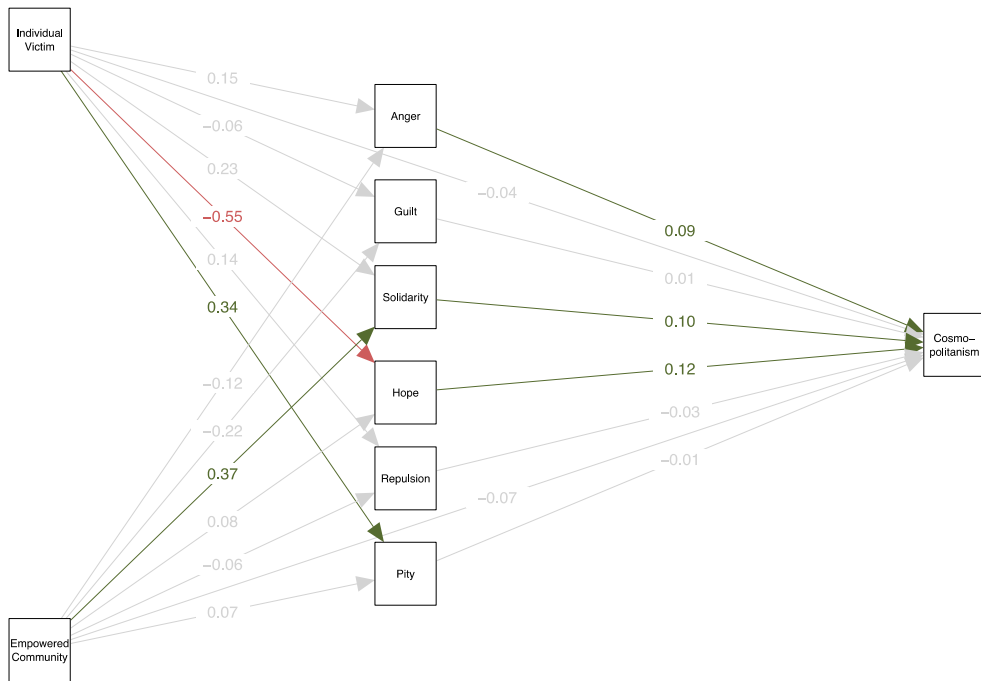 Individual
Victim
0.15
Anger
−0.06
−0.04
0.23
Guilt
−0.55
0.09
0.14
0.01
Solidarity
0.34
0.10
Cosmo−
politanism
0.12
−0.12
Hope
−0.03
−0.22
−0.01
0.37
Repulsion
−0.07
0.08
−0.06
Pity
0.07
Empowered
Community